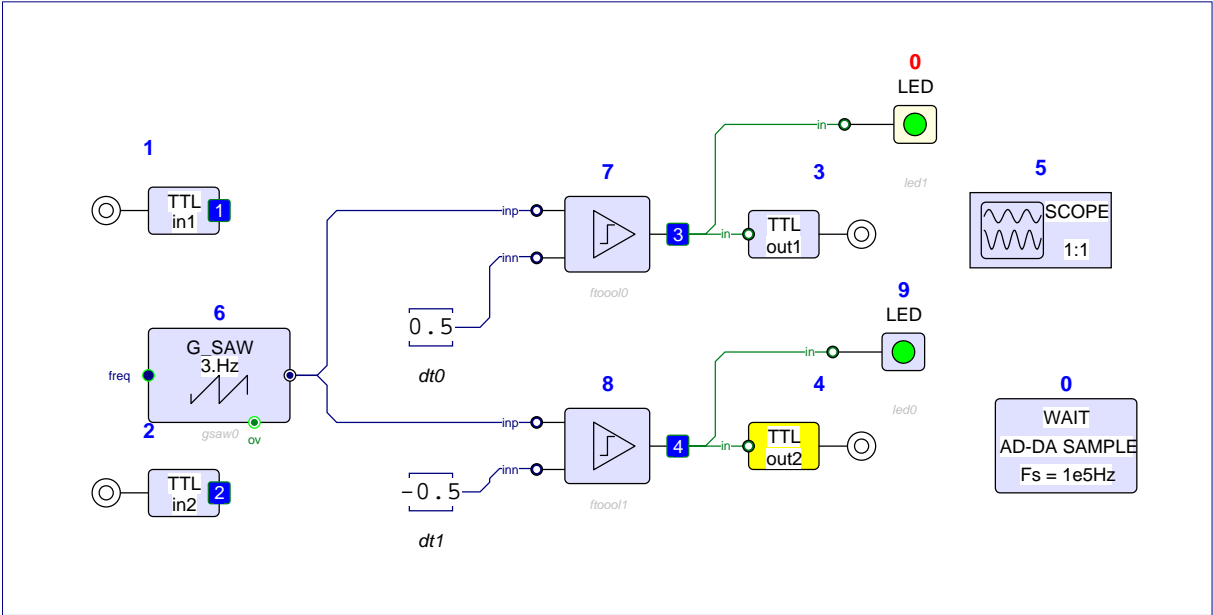 0
LED
in
led1
1
TTL
in1
1
7
inp
inn
ftoool0
3
3
in
TTL
out1
5
SCOPE
1:1
0.5
dt0
6
G_SAW
3.Hz
freq
gsaw0
ov
9
LED
in
led0
8
inp
inn
ftoool1
4
4
in
TTL
out2
0
WAIT
AD-DA SAMPLE
Fs = 1e5Hz
2
TTL
in2
2
-0.5
dt1